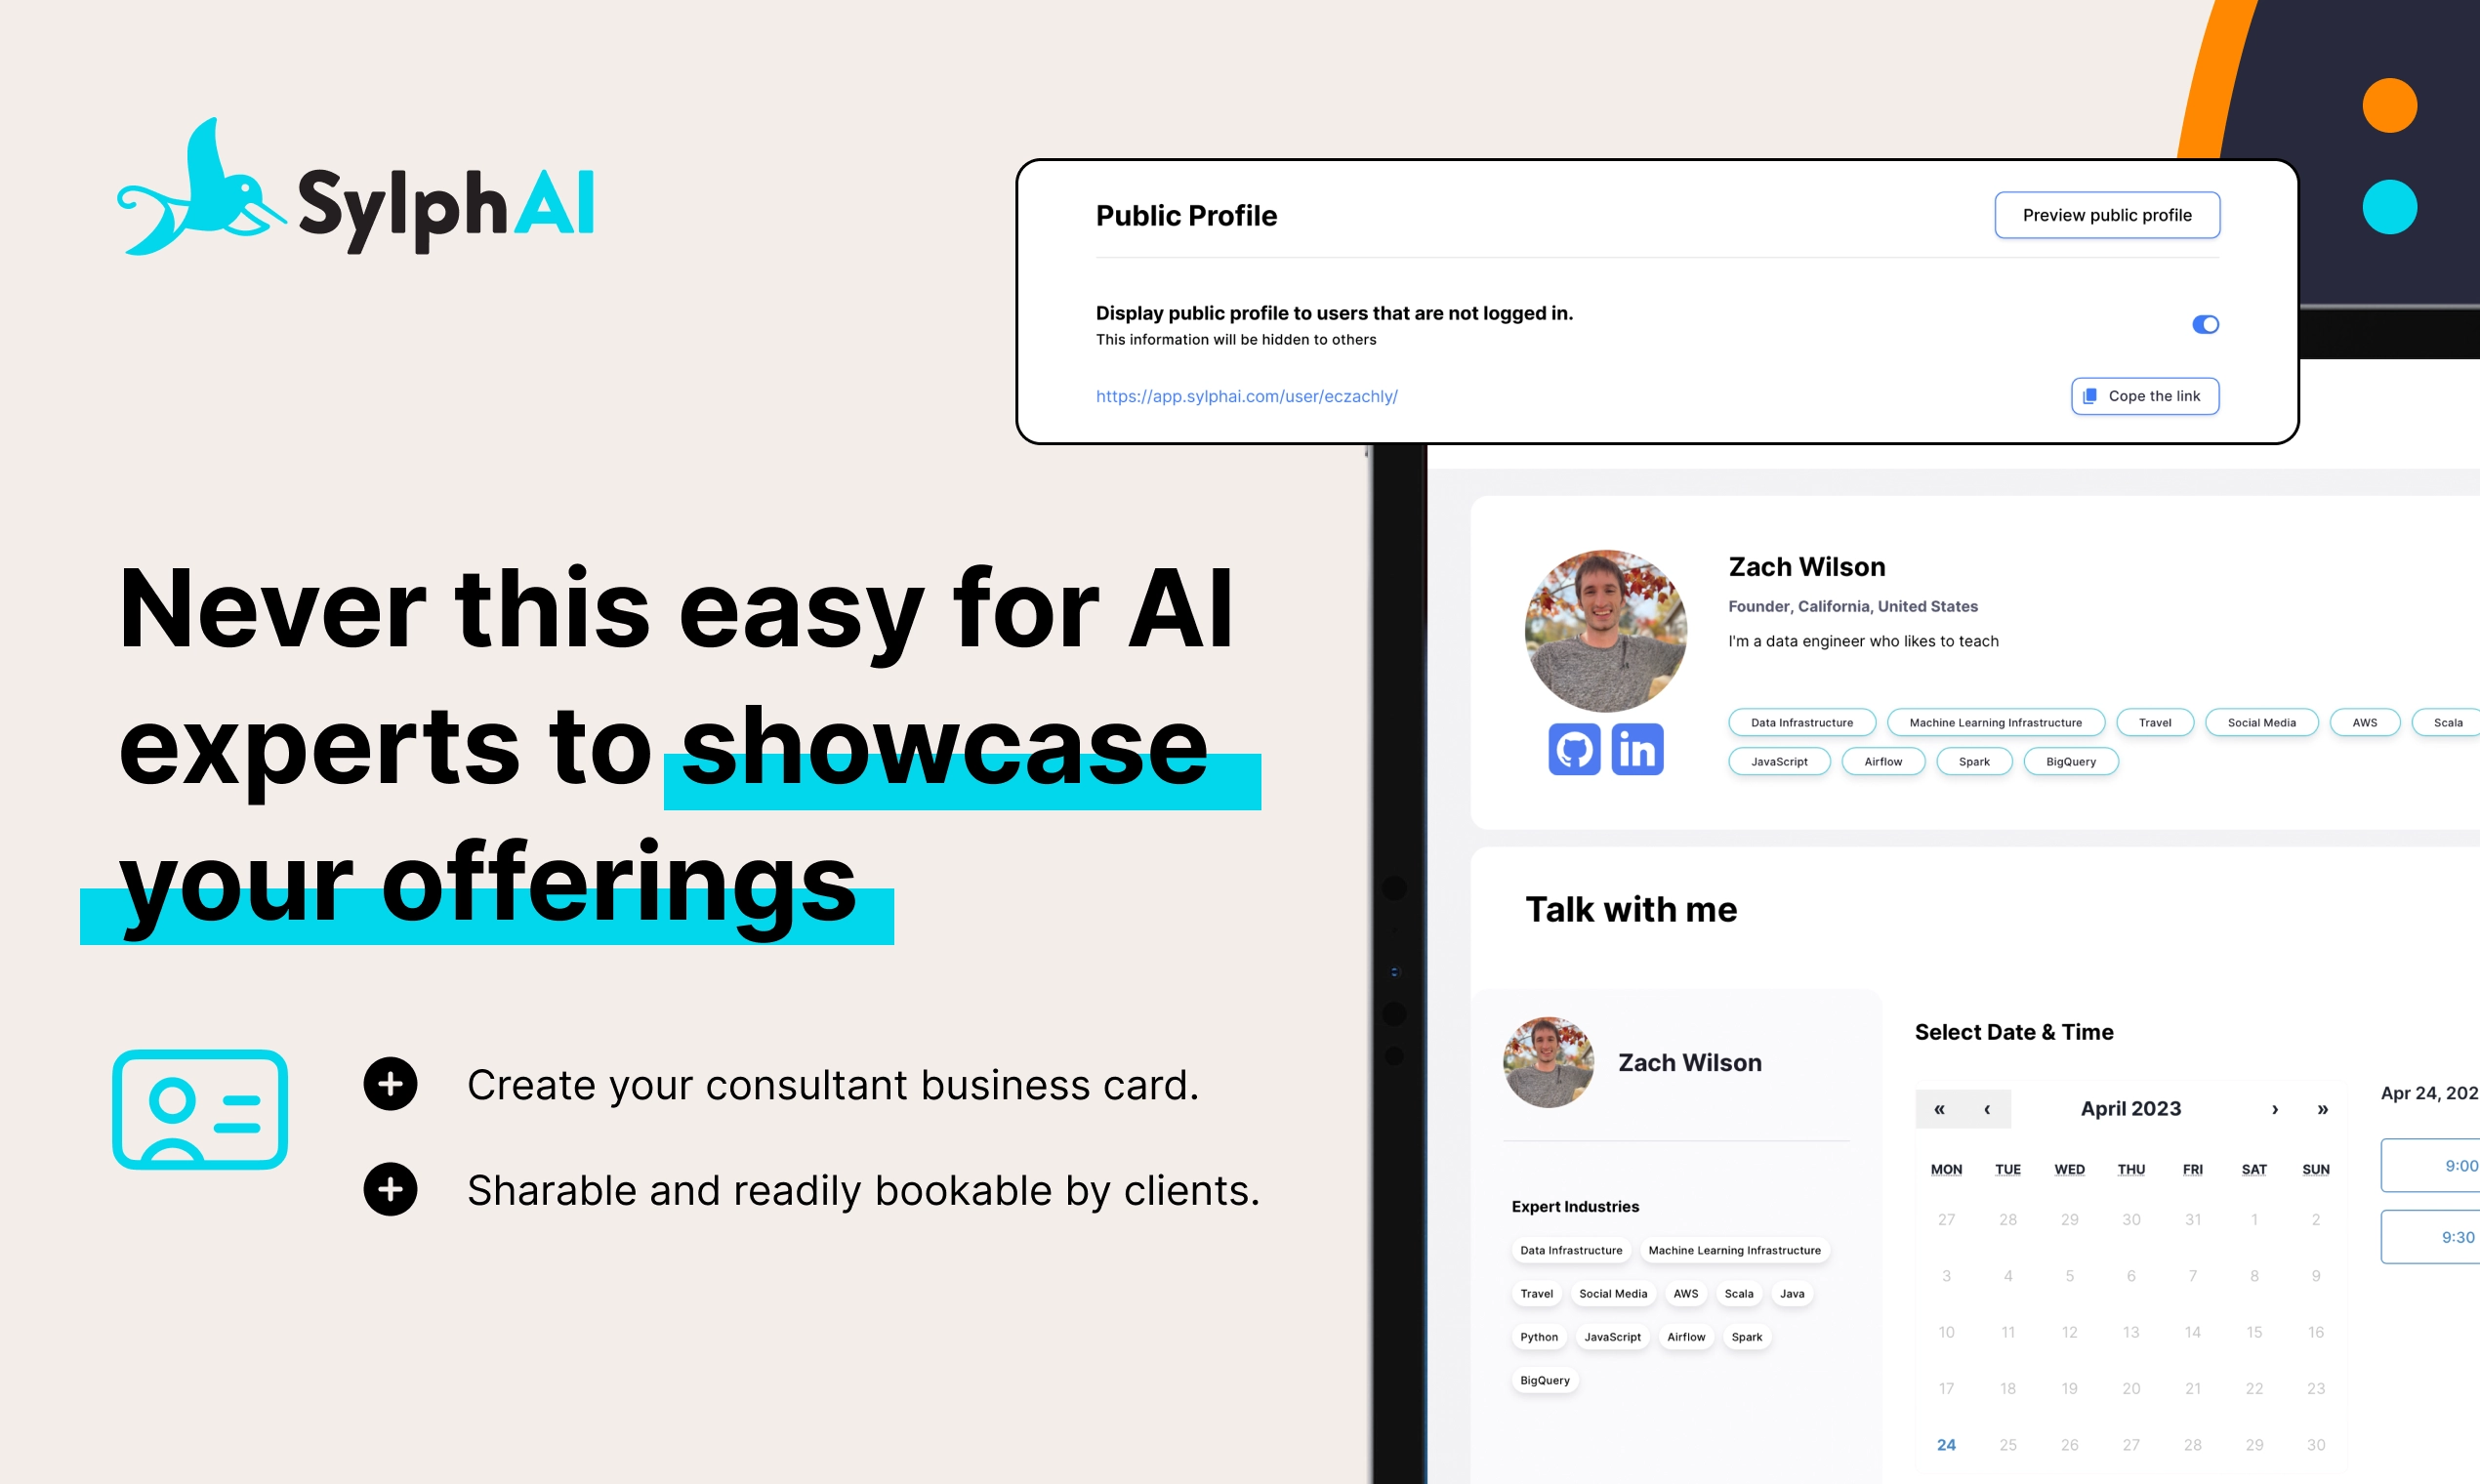 SylphAI
Never this easy for AI
experts to showcase
your offerings
Create your consultant business card.
Sharable and readily bookable by clients.
Public Profile
Preview public profile
Display public profile to users that are not logged in.
This information will be hidden to others
https://app.sylphai.com/user/eczachly/
Cope the link
Zach Wilson
Founder, California, United States
I'm a data engineer who likes to teach
Data Infrastructure Machine Learning Infrastructure Travel Social Media AWS Scala
JavaScript Airflow Spark BigQuery
in
Talk with me
Zach Wilson
Expert Industries
Data Infrastructure Machine Learning Infrastructure
Travel Social Media AWS Scala Java
Python JavaScript Airflow Spark
BigQuery
Select Date & Time
« ‹ April 2023 › »
MON TUE WED THU FRI SAT SUN
27 28 29 30 31 1 2
3 4 5 6 7 8 9
10 11 12 13 14 15 16
17 18 19 20 21 22 23
24 25 26 27 28 29 30
Apr 24, 202
9:00
9:30